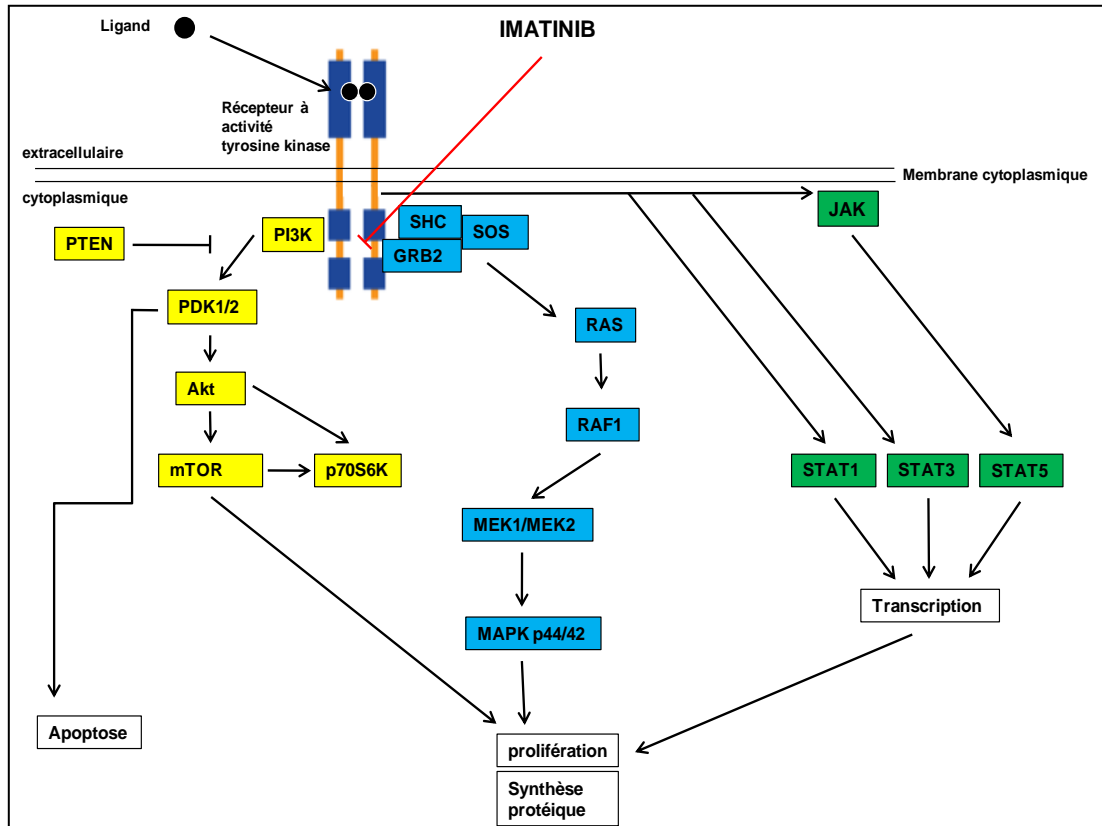 Ligand
IMATINIB
Récepteur à
activité
tyrosine kinase
extracellulaire
Membrane cytoplasmique
cytoplasmique
JAK
SHC
SOS
PI3K
PTEN
GRB2
PDK1/2
RAS
Akt
RAF1
mTOR
p70S6K
STAT1
STAT3
STAT5
MEK1/MEK2
Transcription
MAPK p44/42
Apoptose
prolifération
Synthèse
protéique